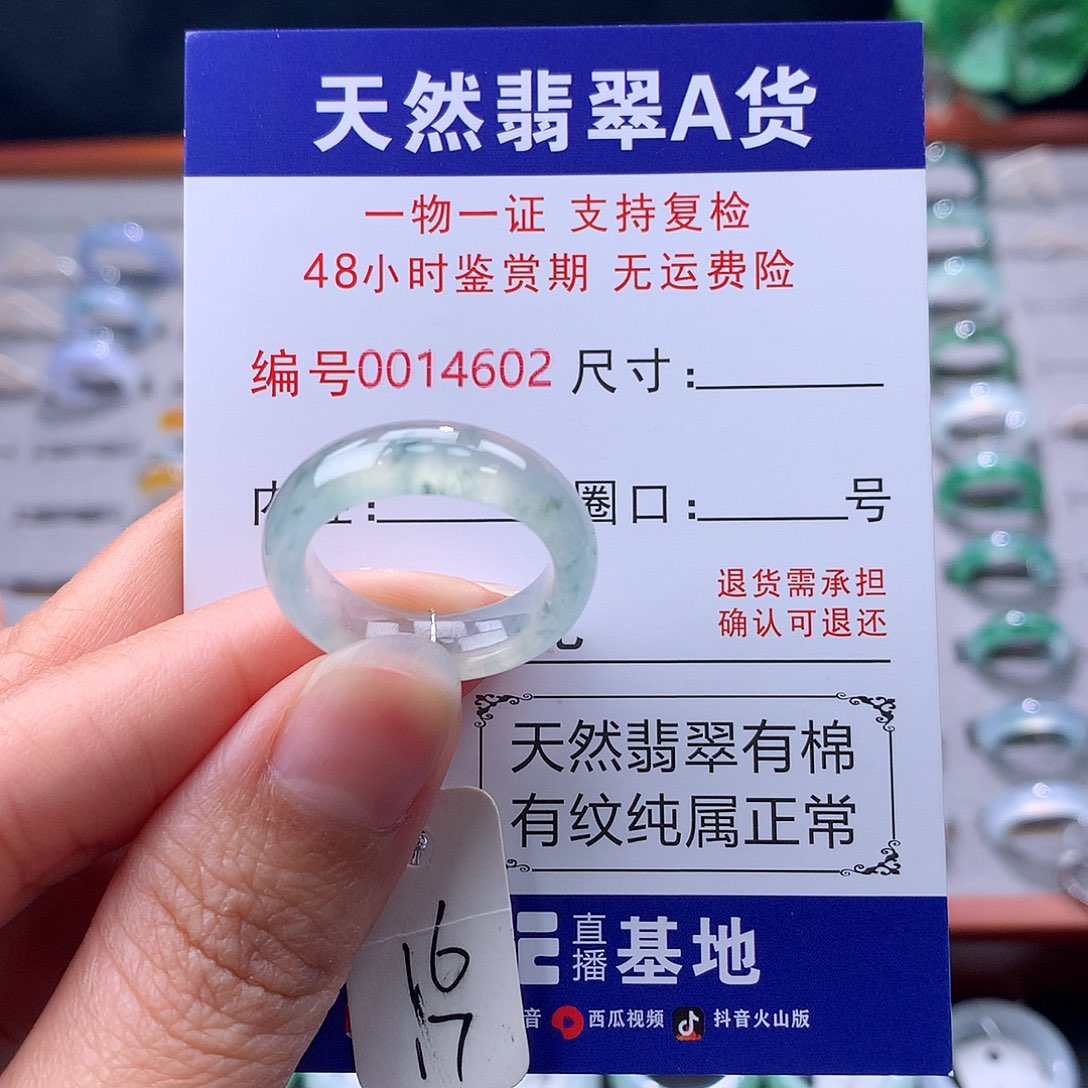 天然翡翠A货
一物一证 支持复检
48小时鉴赏期 无运费险
编号0014602 尺寸:
内 : 圈口: 号
退货需承担
确认可退还
天然翡翠有棉
有纹纯属正常
直播基地
音 西瓜视频 抖音火山版
16
17